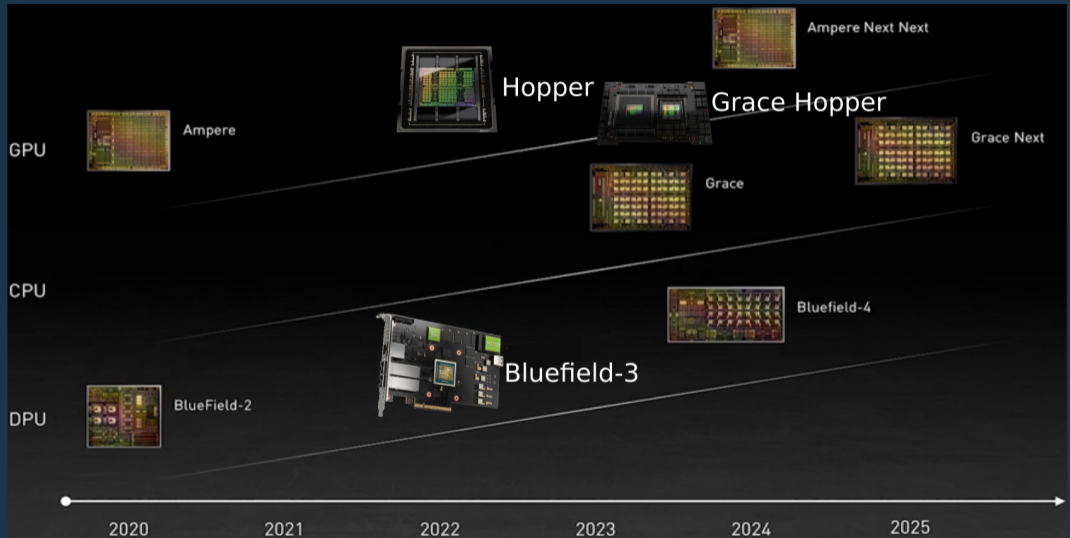 Ampere Next Next
Hopper
Grace Hopper
Ampere
GPU
Grace Next
Grace
CPU
Bluefield-4
Bluefield-3
BlueField-2
DPU
2020 2021 2022 2023 2024 2025